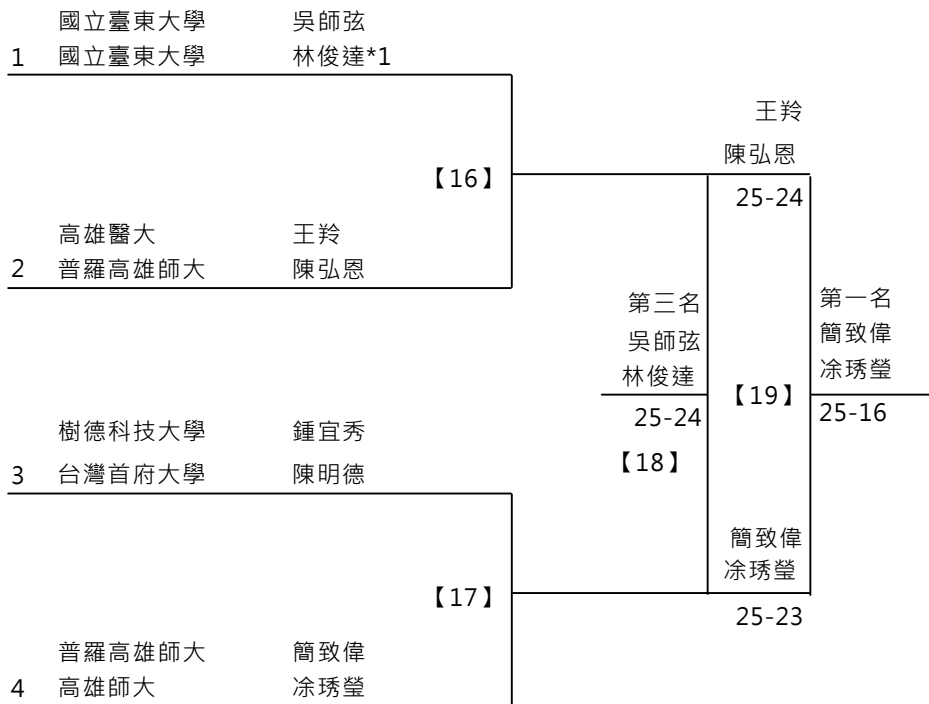 國立臺東大學 吳師弦
1 國立臺東大學 林俊達*1
王羚
陳弘恩
【16】
25-24
高雄醫大 王羚
2 普羅高雄師大 陳弘恩
第三名
吳師弦
林俊達
第一名
簡致偉
凃琇瑩
【19】
25-24
25-16
樹德科技大學 鍾宜秀
【18】
3 台灣首府大學 陳明德
簡致偉
凃琇瑩
【17】
25-23
普羅高雄師大 簡致偉
4 高雄師大 凃琇瑩